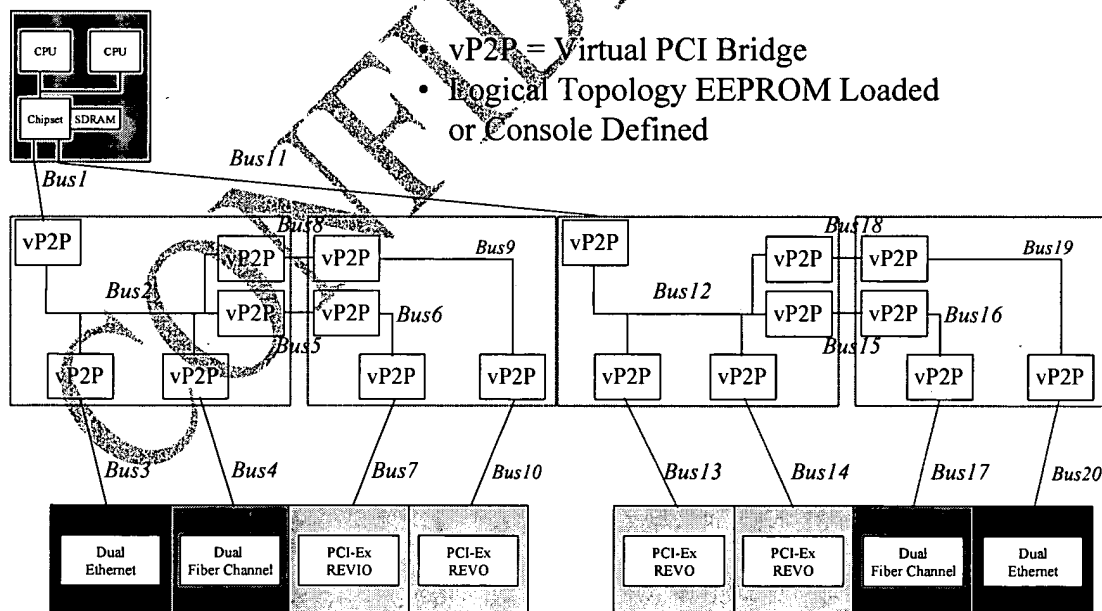 CPU
CPU
Chipset
SDRAM
• vP2P = Virtual PCI Bridge
• Logical Topology EEPROM Loaded
or Console Defined
Bus1
Bus11
vP2P
Bus8
vP2P
vP2P
Bus9
vP2P
Bus18
vP2P
vP2P
Bus19
Bus2
vP2P
vP2P
Bus6
Bus12
vP2P
vP2P
Bus16
Bus5
Bus15
vP2P
vP2P
vP2P
vP2P
vP2P
vP2P
vP2P
vP2P
Bus3
Bus4
Bus7
Bus10
Bus13
Bus14
Bus17
Bus20
Dual
Ethernet
Dual
Fiber Channel
PCI-Ex
REVIO
PCI-Ex
REVO
PCI-Ex
REVO
PCI-Ex
REVO
Dual
Fiber Channel
Dual
Ethernet